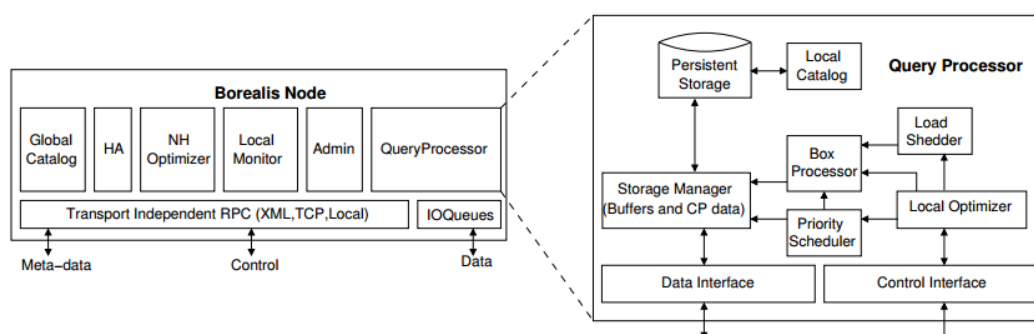 Borealis Node
Global
Catalog
HA
NH
Optimizer
Local
Monitor
Admin
QueryProcessor
Transport Independent RPC (XML,TCP,Local)
IOQueues
Meta-data
Control
Data
Query Processor
Persistent
Storage
Local
Catalog
Load
Shedder
Box
Processor
Storage Manager
(Buffers and CP data)
Priority
Scheduler
Local Optimizer
Data Interface
Control Interface